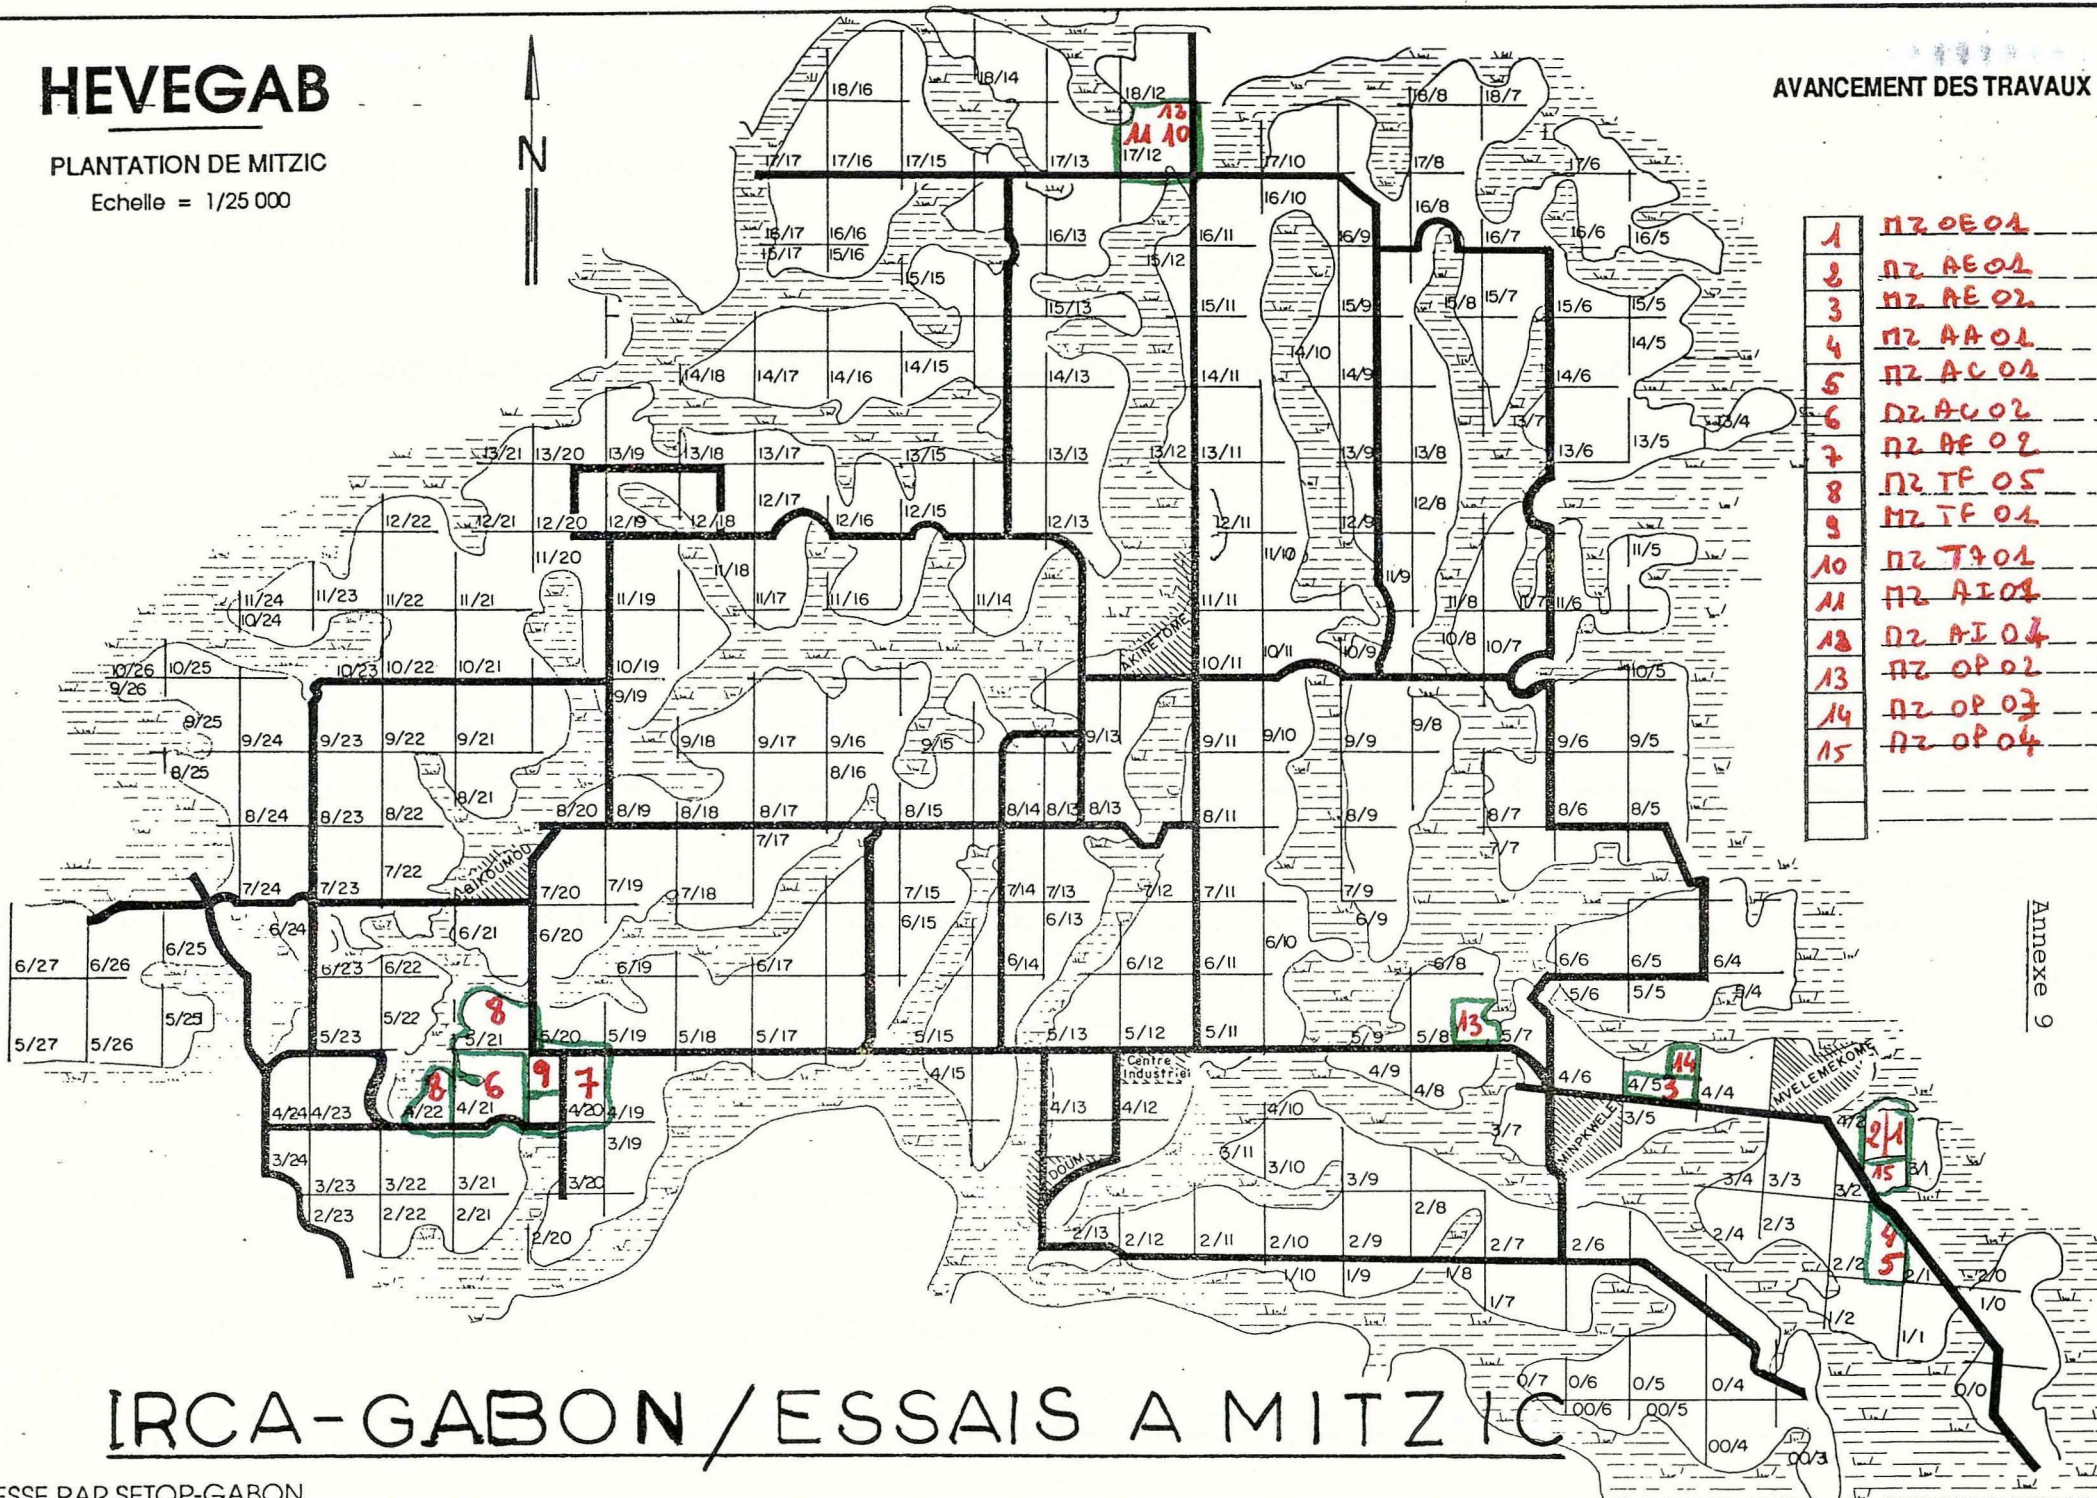 HEVEGAB
PLANTATION DE MITZIC
Echelle = 1/25 000
N
AVANCEMENT DES TRAVAUX
1 MZ OE 01
2 MZ AE 01
3 MZ AE 02
4 MZ AA 01
5 MZ AC 01
6 MZ AC 02
7 MZ AF 02
8 MZ TF 05
9 MZ TF 01
10
11 MZ AI 01
12 MZ AI 04
13 MZ OP 02
14 MZ OP 03
15 MZ OP 04
Annexe 9
18/16 18/14 18/12 18/8 18/7
13
11 10
17/17 17/16 17/15 17/13 17/12 17/10 17/8 17/6
16/10 16/8
16/17 16/16 16/13 16/11 16/9 16/7 16/6 16/5
15/17 15/16 15/12
15/15 15/13 15/11 15/9 15/8 15/7 15/6 15/5
14/10 14/5
14/18 14/17 14/16 14/15 14/13 14/11 14/9 14/6
13/7 13/4
13/21 13/20 13/19 13/18 13/17 13/15 13/13 13/12 13/11 13/9 13/8 13/6 13/5
12/22 12/21 12/20 12/19 12/18 12/17 12/16 12/15 12/13 12/11 12/9 12/8
11/20 11/18 11/10 11/9 11/5
11/24 11/23 11/22 11/21 11/19 11/17 11/16 11/14 11/11 11/8 11/7 11/6
10/24
AKINETOME
10/26 10/25 10/23 10/22 10/21 10/19 10/11 10/11 10/9 10/8 10/7 10/5
9/26 9/19
9/25 9/24 9/23 9/22 9/21 9/18 9/17 9/16 9/15 9/13 9/11 9/10 9/9 9/8 9/6 9/5
8/25 8/21 8/16
8/24 8/23 8/22 8/20 8/19 8/18 8/17 8/15 8/14 8/13 8/13 8/11 8/9 8/7 8/6 8/5
7/17 7/7
BIKOUMOU
7/24 7/23 7/22 7/20 7/19 7/18 7/15 7/14 7/13 7/12 7/11 7/9
6/24 6/21 6/20 6/15 6/13 6/10 6/9
6/27 6/26 6/25 6/23 6/22 6/19 6/17 6/14 6/12 6/11 6/8 6/6 6/5 6/4
5/25 5/22 5/6 5/5 5/4
8 13
5/27 5/26 5/23 5/21 5/20 5/19 5/18 5/17 5/15 5/13 5/12 5/11 5/9 5/8 5/7
Centre
Industriel
4/15 4/9 4/8 4/6 4/5 4/4
14
3
8 6 9 7
MVELEMEKOME
4/24 4/23 4/22 4/21 4/20 4/19 4/13 4/12 4/10 4/2
2 1
15
3/24 3/19 3/11 3/7 3/5 3/1
DOUM
MINPKWELE
3/23 3/22 3/21 3/20 3/10 3/9 3/4 3/3 3/2
2/23 2/22 2/21 2/20 2/13 2/12 2/11 2/10 2/9 2/8 2/7 2/6 2/4 2/3 2/2 2/1 2/0
4
5
1/10 1/9 1/8 1/7 1/2 1/1 1/0
0/7 0/6 0/5 0/4 0/0
00/6 00/5 00/4 00/3
IRCA-GABON/ESSAIS A MITZIC
PAR SETOP-GABON